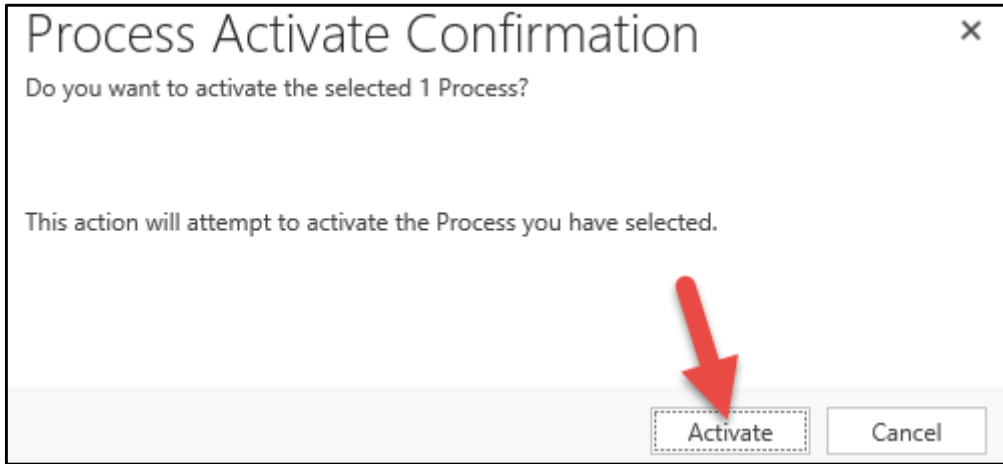 Process Activate Confirmation
Do you want to activate the selected 1 Process?
This action will attempt to activate the Process you have selected.
Activate
Cancel